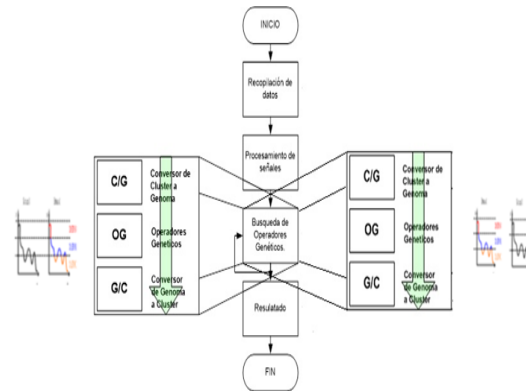 INICIO
Recopilación de
datos
Procesamiento de
señales
Busqueda de
Operadores
Genéticos.
Resulatado
FIN
C/G
Conversor de
Cluster a
Genoma
OG
Operadores
Geneticos
G/C
Conversor
de Genoma
a Cluster
C/G
Conversor de
Cluster a
Genoma
OG
Operadores
Geneticos
G/C
Conversor
de Genoma
a Cluster